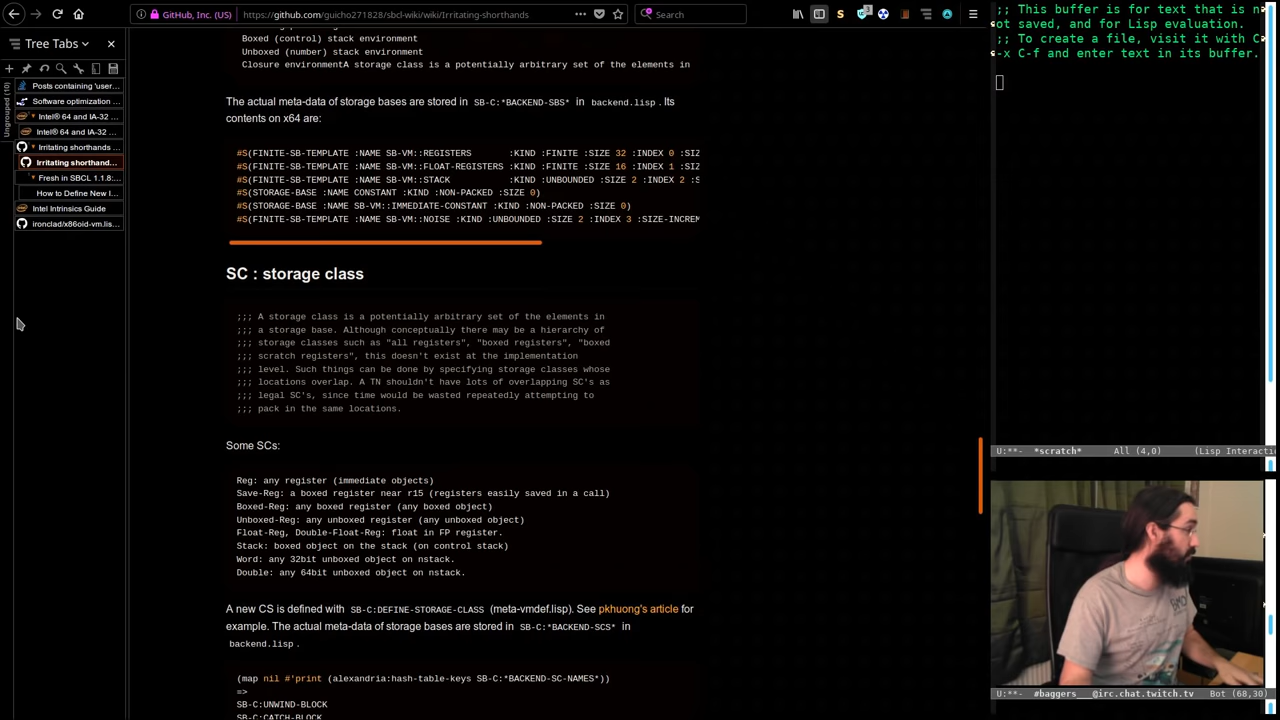 GitHub, Inc. (US) https://github.com/guicho271828/sbcl-wiki/wiki/Irritating-shorthands
Search
Tree Tabs
Ungrouped (10)
Posts containing 'user...
Software optimization ...
Intel® 64 and IA-32 ...
Intel® 64 and IA-32 ...
Irritating shorthands ...
Irritating shorthand...
Fresh in SBCL 1.1.8:...
How to Define New I...
Intel Intrinsics Guide
ironclad/x86oid-vm.lis...
Boxed (control) stack environment
Unboxed (number) stack environment
Closure environmentA storage class is a potentially arbitrary set of the elements in
The actual meta-data of storage bases are stored in SB-C:*BACKEND-SBS* in backend.lisp . Its
contents on x64 are:
#S(FINITE-SB-TEMPLATE :NAME SB-VM::REGISTERS :KIND :FINITE :SIZE 32 :INDEX 0 :SIZ
#S(FINITE-SB-TEMPLATE :NAME SB-VM::FLOAT-REGISTERS :KIND :FINITE :SIZE 16 :INDEX 1 :SIZ
#S(FINITE-SB-TEMPLATE :NAME SB-VM::STACK :KIND :UNBOUNDED :SIZE 2 :INDEX 2 :S
#S(STORAGE-BASE :NAME CONSTANT :KIND :NON-PACKED :SIZE 0)
#S(STORAGE-BASE :NAME SB-VM::IMMEDIATE-CONSTANT :KIND :NON-PACKED :SIZE 0)
#S(FINITE-SB-TEMPLATE :NAME SB-VM::NOISE :KIND :UNBOUNDED :SIZE 2 :INDEX 3 :SIZE-INCREM
SC : storage class
;;; A storage class is a potentially arbitrary set of the elements in
;;; a storage base. Although conceptually there may be a hierarchy of
;;; storage classes such as "all registers", "boxed registers", "boxed
;;; scratch registers", this doesn't exist at the implementation
;;; level. Such things can be done by specifying storage classes whose
;;; locations overlap. A TN shouldn't have lots of overlapping SC's as
;;; legal SC's, since time would be wasted repeatedly attempting to
;;; pack in the same locations.
Some SCs:
Reg: any register (immediate objects)
Save-Reg: a boxed register near r15 (registers easily saved in a call)
Boxed-Reg: any boxed register (any boxed object)
Unboxed-Reg: any unboxed register (any unboxed object)
Float-Reg, Double-Float-Reg: float in FP register.
Stack: boxed object on the stack (on control stack)
Word: any 32bit unboxed object on nstack.
Double: any 64bit unboxed object on nstack.
A new CS is defined with SB-C:DEFINE-STORAGE-CLASS (meta-vmdef.lisp). See pkhuong's article for
example. The actual meta-data of storage bases are stored in SB-C:*BACKEND-SCS* in
backend.lisp .
(map nil #'print (alexandria:hash-table-keys SB-C:*BACKEND-SC-NAMES*))
=>
SB-C:UNWIND-BLOCK
SB-C:CATCH-BLOCK
;; This buffer is for text that is n
ot saved, and for Lisp evaluation.
;; To create a file, visit it with C
-x C-f and enter text in its buffer.
U:**- *scratch* All (4,0) (Lisp Interacti
U:**- #baggers___@irc.chat.twitch.tv Bot (68,30)